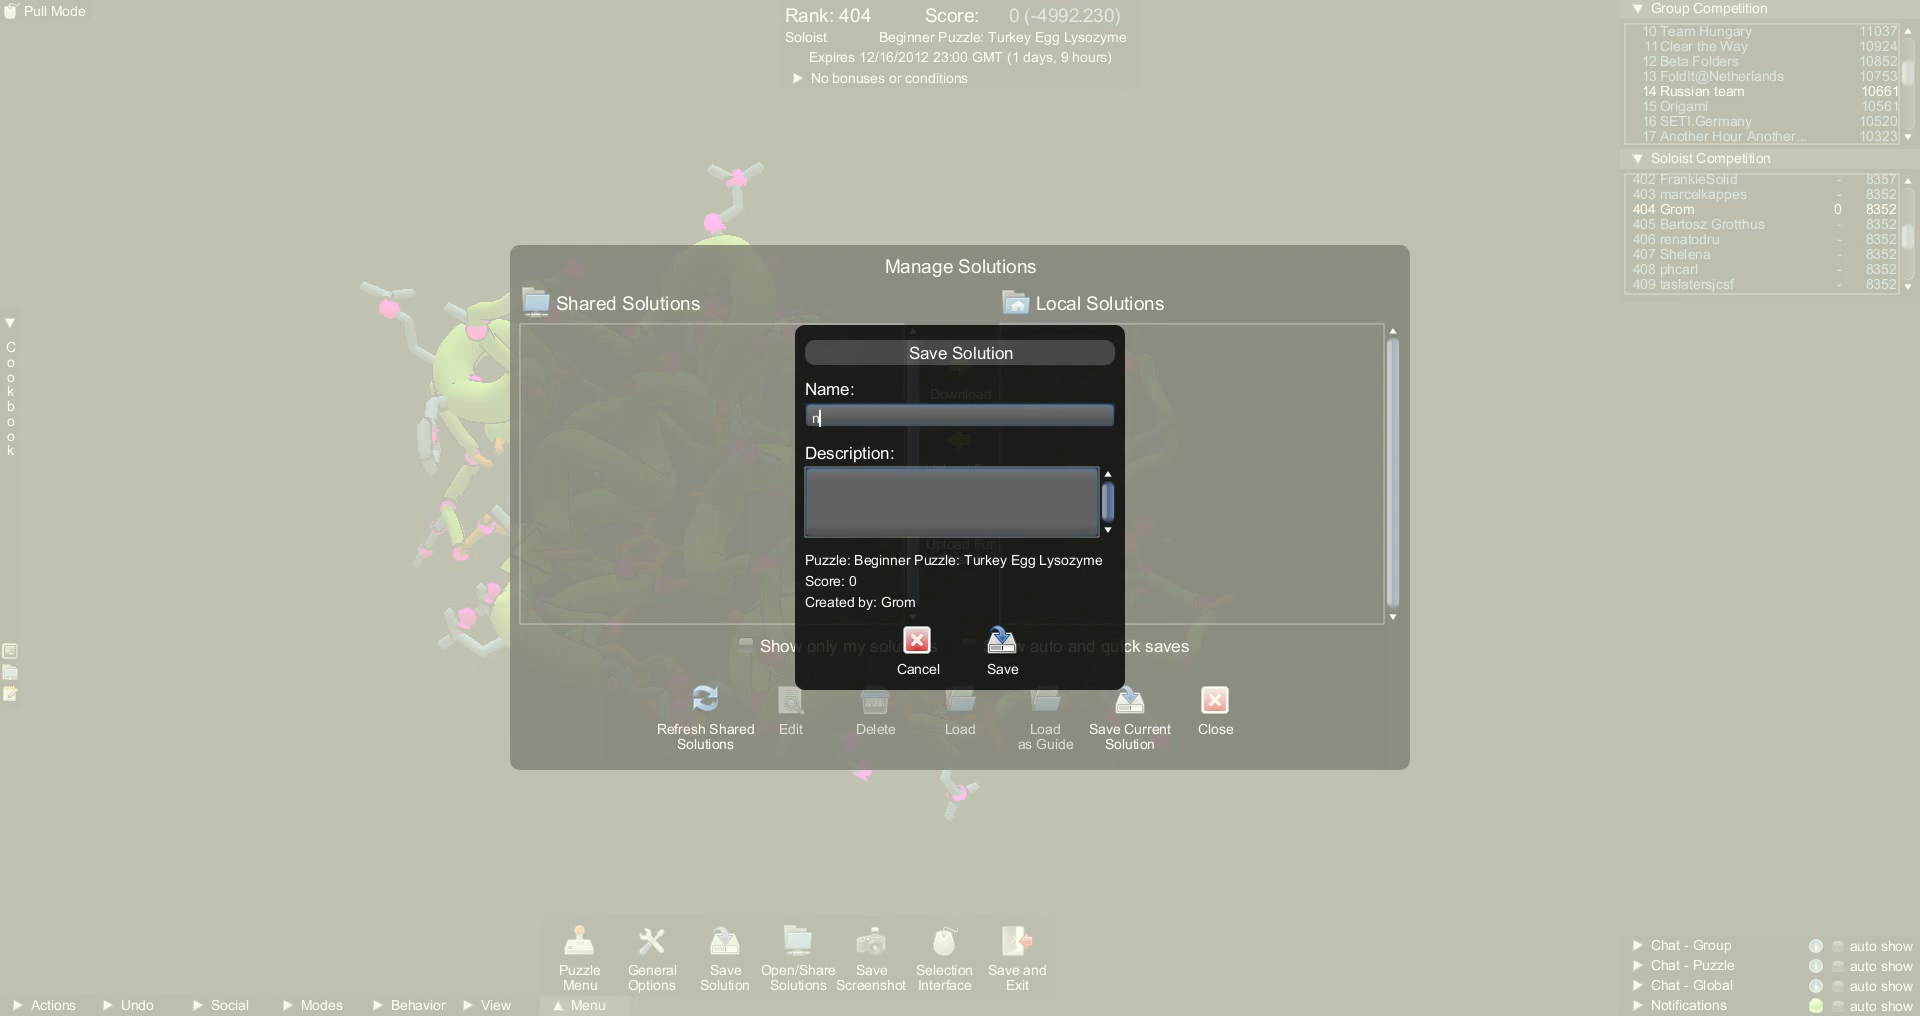 Pull Mode
Rank: 404 Score: 0 (-4992.230)
Soloist Beginner Puzzle: Turkey Egg Lysozyme
Expires 12/16/2012 23:00 GMT (1 days, 9 hours)
No bonuses or conditions
Group Competition
10 Team Hungary 11037
11 Clear the Way 10924
12 Beta Folders 10852
13 FoldIt@Netherlands 10753
14 Russian team 10661
15 Origami 10561
16 SETI.Germany 10520
17 Another Hour Another... 10323
Soloist Competition
402 FrankieSolid - 8357
403 marcelkappes - 8352
404 Grom 0 8352
405 Bartosz Grotthus - 8352
406 renatodru - 8352
407 Shelena - 8352
408 phcarl - 8352
409 taslatersjcsf - 8352
Cookbook
Manage Solutions
Shared Solutions
Local Solutions
Save Solution
Name:
Download
n
Description:
Upload For
Puzzle: Beginner Puzzle: Turkey Egg Lysozyme
Score: 0
Created by: Grom
Show only my solutions
Show auto and quick saves
Cancel
Save
Refresh Shared Solutions
Edit
Delete
Load
Load as Guide
Save Current Solution
Close
Puzzle Menu
General Options
Save Solution
Open/Share Solutions
Save Screenshot
Selection Interface
Save and Exit
Actions
Undo
Social
Modes
Behavior
View
Menu
Chat - Group auto show
Chat - Puzzle auto show
Chat - Global auto show
Notifications auto show